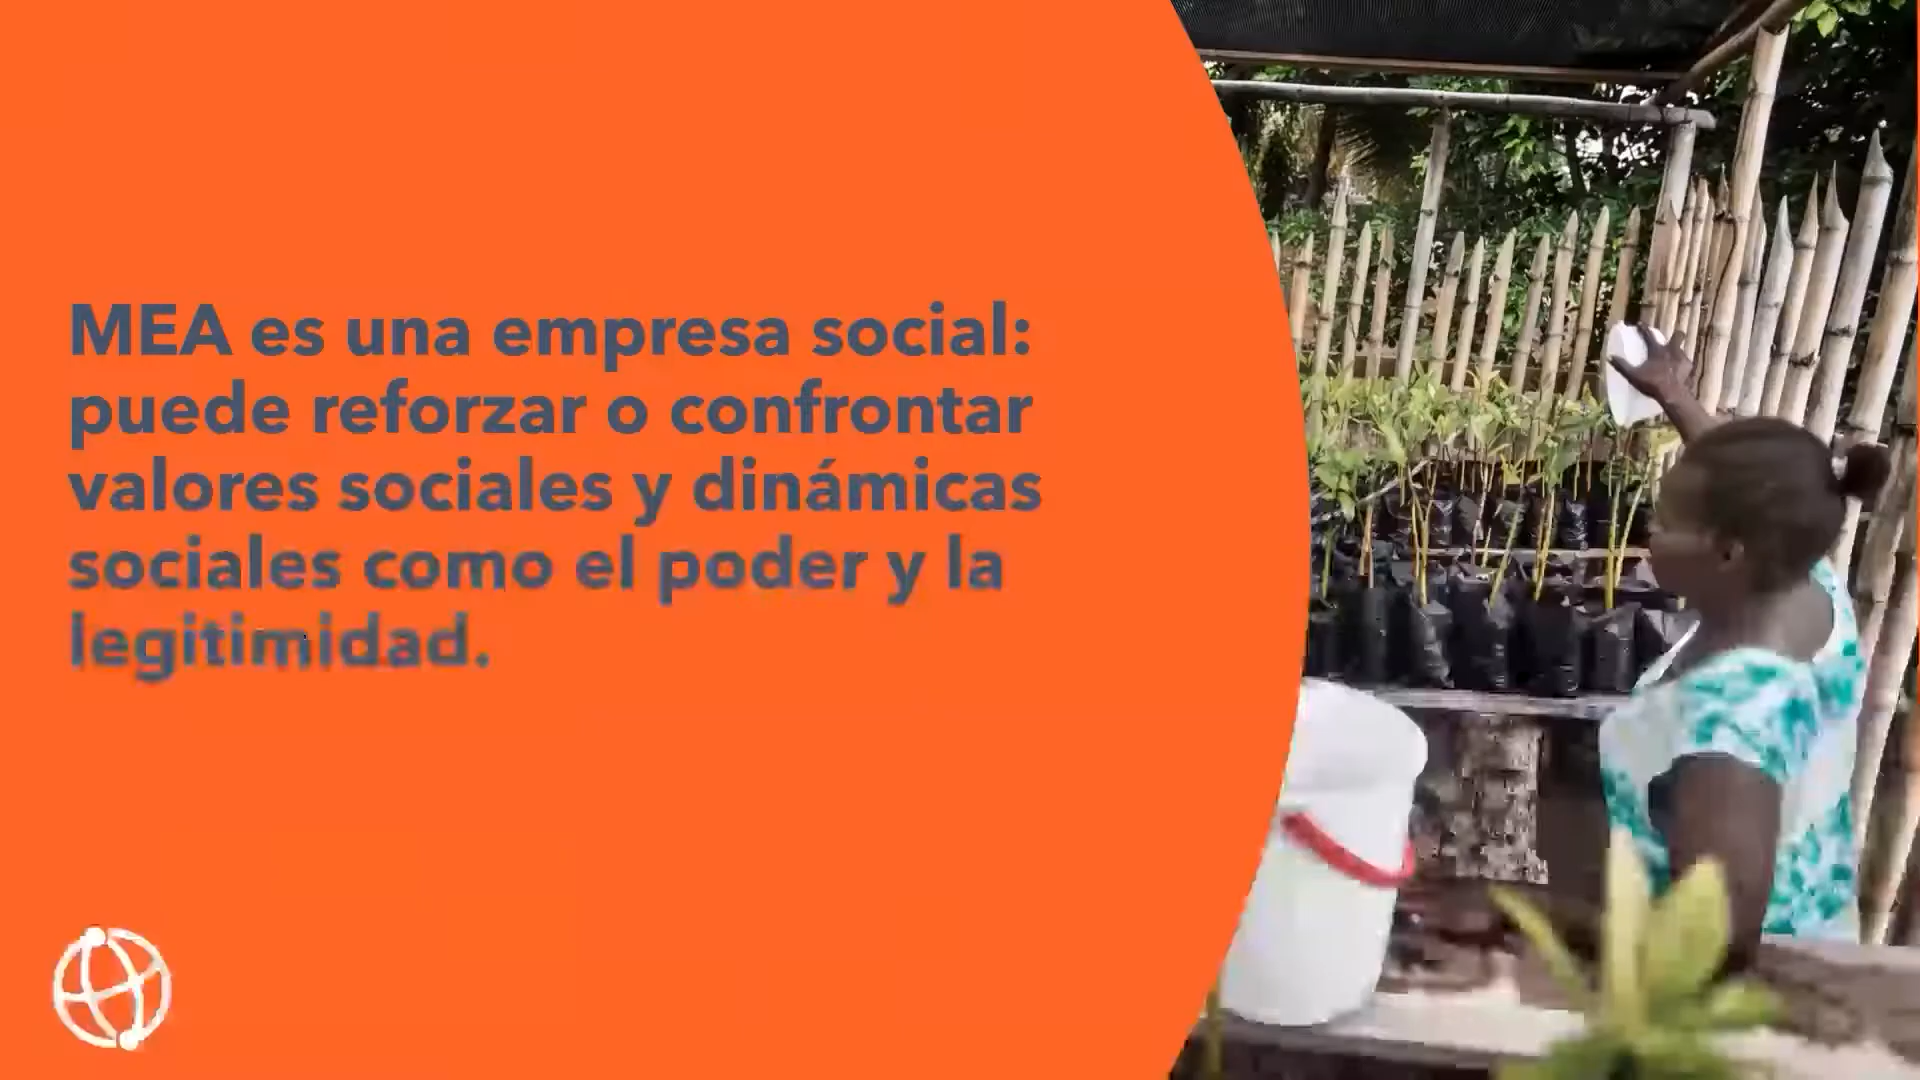 MEA es una empresa social:
puede reforzar o confrontar
valores sociales y dinámicas
sociales como el poder y la
legitimidad.